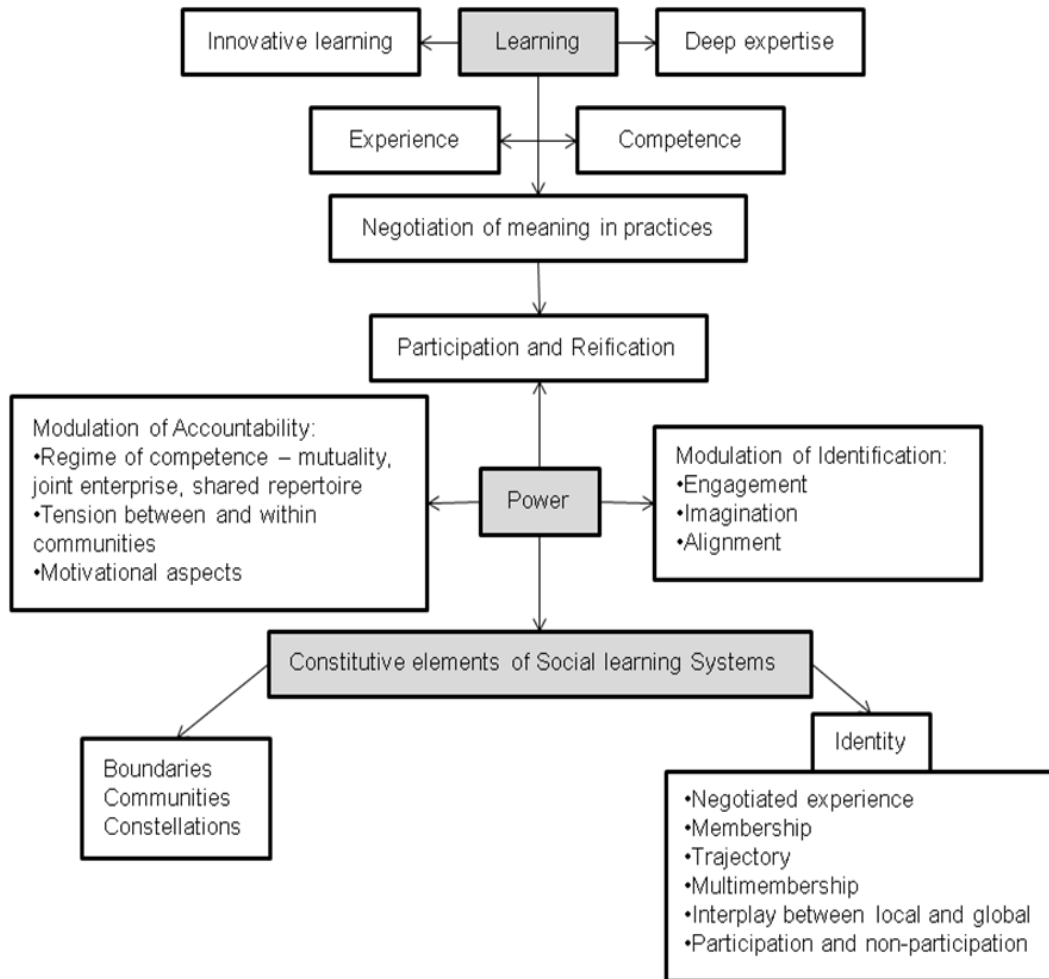 Innovative learning
Learning
Deep expertise
Experience
Competence
Negotiation of meaning in practices
Participation and Reification
Modulation of Accountability:
•Regime of competence – mutuality,
joint enterprise, shared repertoire
•Tension between and within
communities
•Motivational aspects
Power
Modulation of Identification:
•Engagement
•Imagination
•Alignment
Constitutive elements of Social learning Systems
Boundaries
Communities
Constellations
Identity
•Negotiated experience
•Membership
•Trajectory
•Multimembership
•Interplay between local and global
•Participation and non-participation